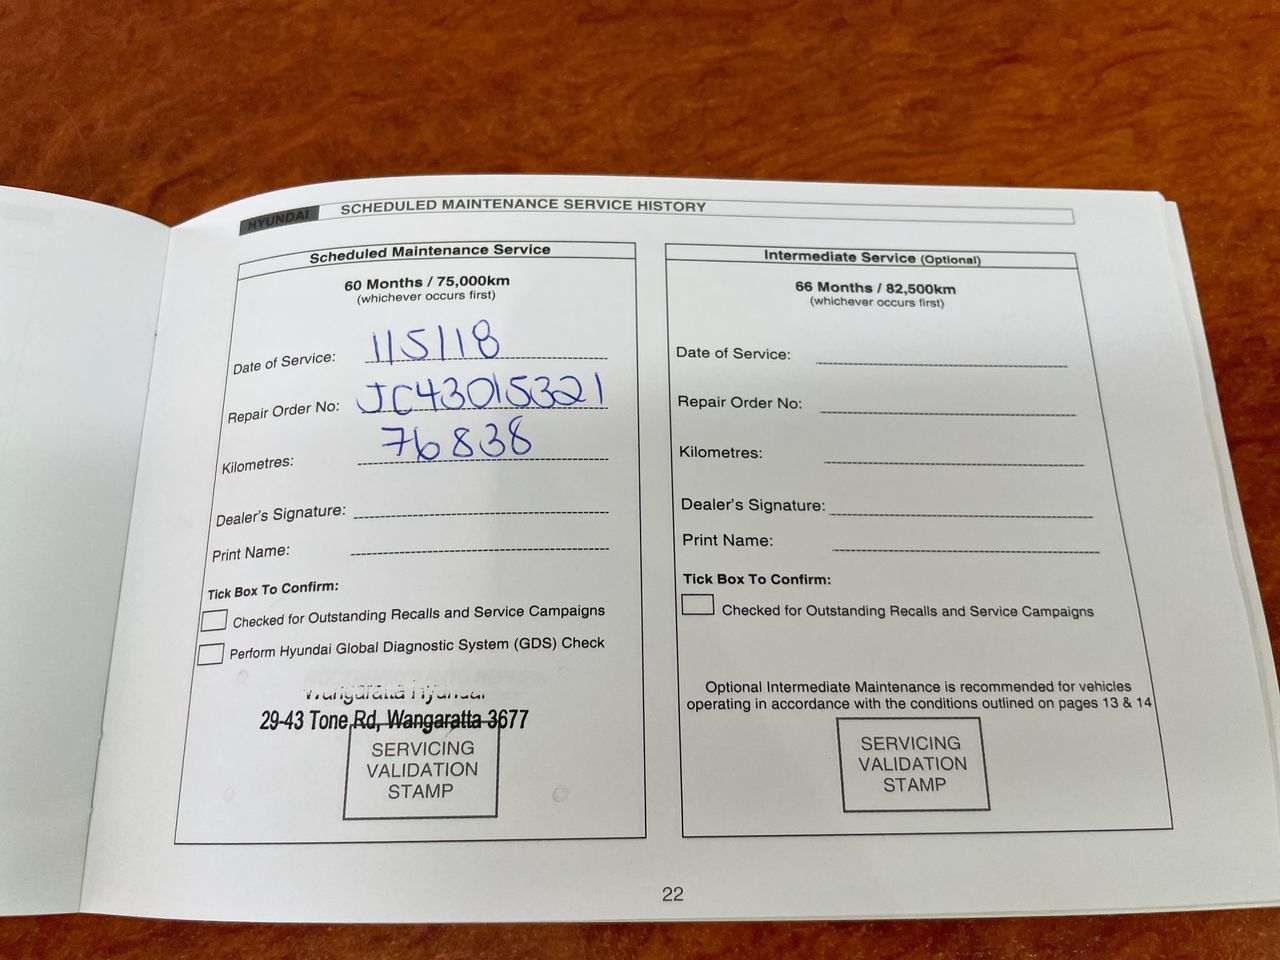 HYUNDAI
SCHEDULED MAINTENANCE SERVICE HISTORY
Scheduled Maintenance Service
60 Months / 75,000km
(whichever occurs first)
Date of Service: 1/5/18
Repair Order No: JC43015321
Kilometres: 76838
Dealer's Signature:
Print Name:
Tick Box To Confirm:
Checked for Outstanding Recalls and Service Campaigns
Perform Hyundai Global Diagnostic System (GDS) Check
Wangaratta Hyundai
29-43 Tone Rd, Wangaratta 3677
SERVICING
VALIDATION
STAMP
Intermediate Service (Optional)
66 Months / 82,500km
(whichever occurs first)
Date of Service:
Repair Order No:
Kilometres:
Dealer's Signature:
Print Name:
Tick Box To Confirm:
Checked for Outstanding Recalls and Service Campaigns
Optional Intermediate Maintenance is recommended for vehicles
operating in accordance with the conditions outlined on pages 13 & 14
SERVICING
VALIDATION
STAMP
22